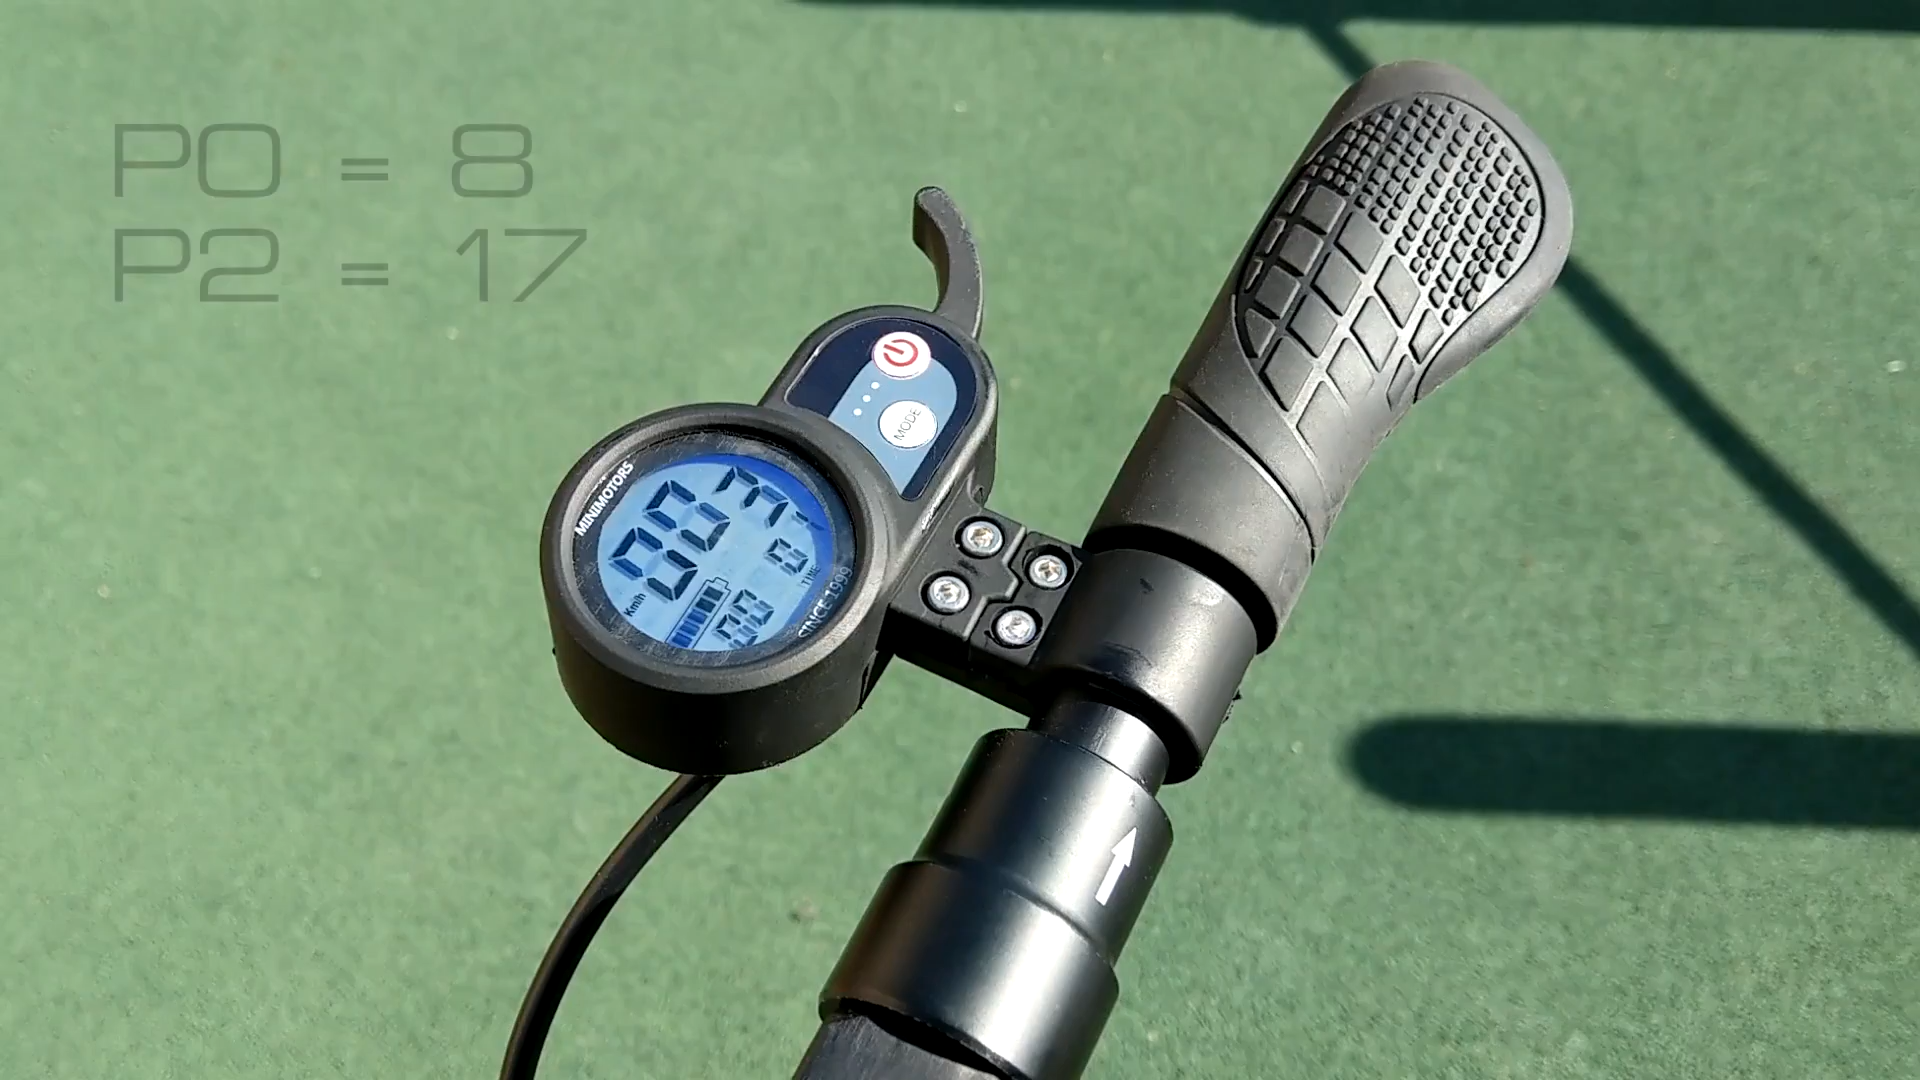 P0 = 8
P2 = 17
MODE
MINIMOTORS
Km/h
TIME
SINCE 1999